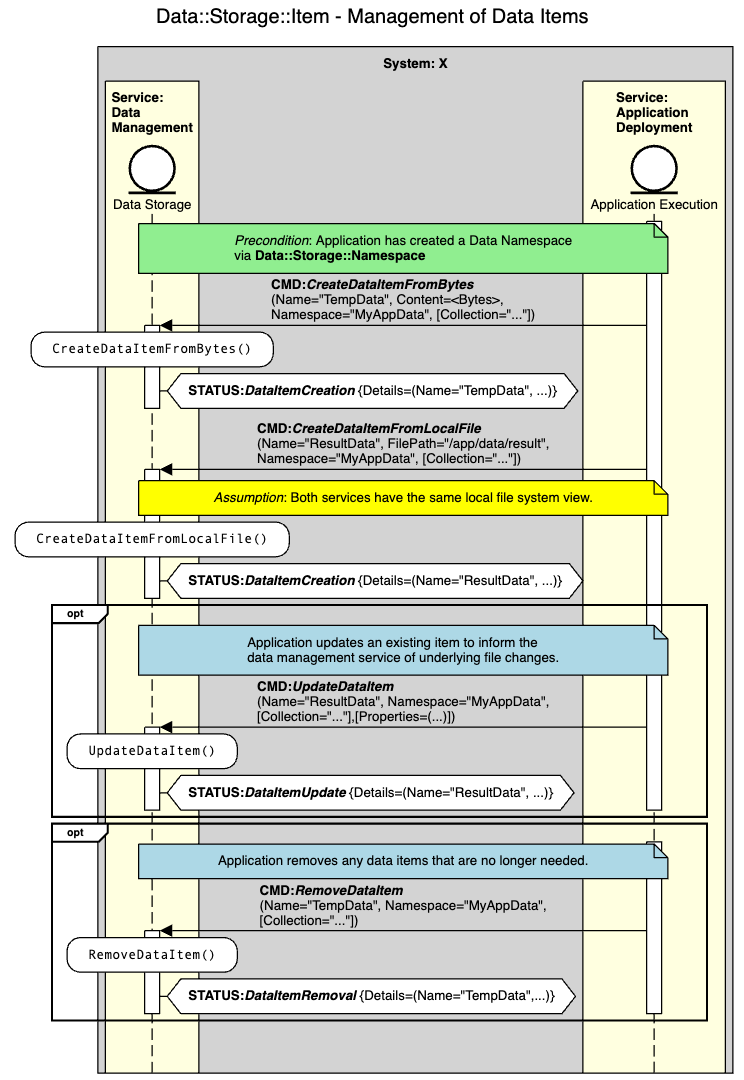 Data::Storage::Item - Management of Data Items
System: X
Service:
Data
Management
Service:
Application
Deployment
Data Storage
Application Execution
Precondition: Application has created a Data Namespace
via Data::Storage::Namespace
CMD:CreateDataItemFromBytes
(Name="TempData", Content=<Bytes>,
Namespace="MyAppData", [Collection="..."])
CreateDataItemFromBytes()
STATUS:DataItemCreation {Details=(Name="TempData", ...)}
CMD:CreateDataItemFromLocalFile
(Name="ResultData", FilePath="/app/data/result",
Namespace="MyAppData", [Collection="..."])
Assumption: Both services have the same local file system view.
CreateDataItemFromLocalFile()
STATUS:DataItemCreation {Details=(Name="ResultData", ...)}
opt
Application updates an existing item to inform the
data management service of underlying file changes.
CMD:UpdateDataItem
(Name="ResultData", Namespace="MyAppData",
[Collection="..."],[Properties=(...)])
UpdateDataItem()
STATUS:DataItemUpdate {Details=(Name="ResultData", ...)}
opt
Application removes any data items that are no longer needed.
CMD:RemoveDataItem
(Name="TempData", Namespace="MyAppData",
[Collection="..."])
RemoveDataItem()
STATUS:DataItemRemoval {Details=(Name="TempData",...)}